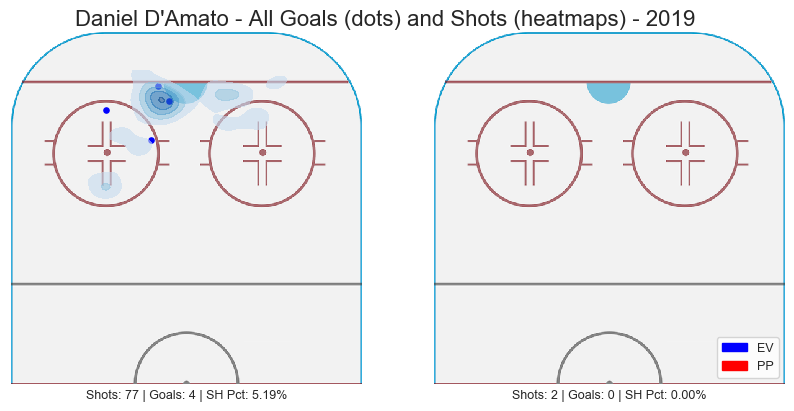 Daniel D'Amato - All Goals (dots) and Shots (heatmaps) - 2019
EV
PP
Shots: 77 | Goals: 4 | SH Pct: 5.19%
Shots: 2 | Goals: 0 | SH Pct: 0.00%